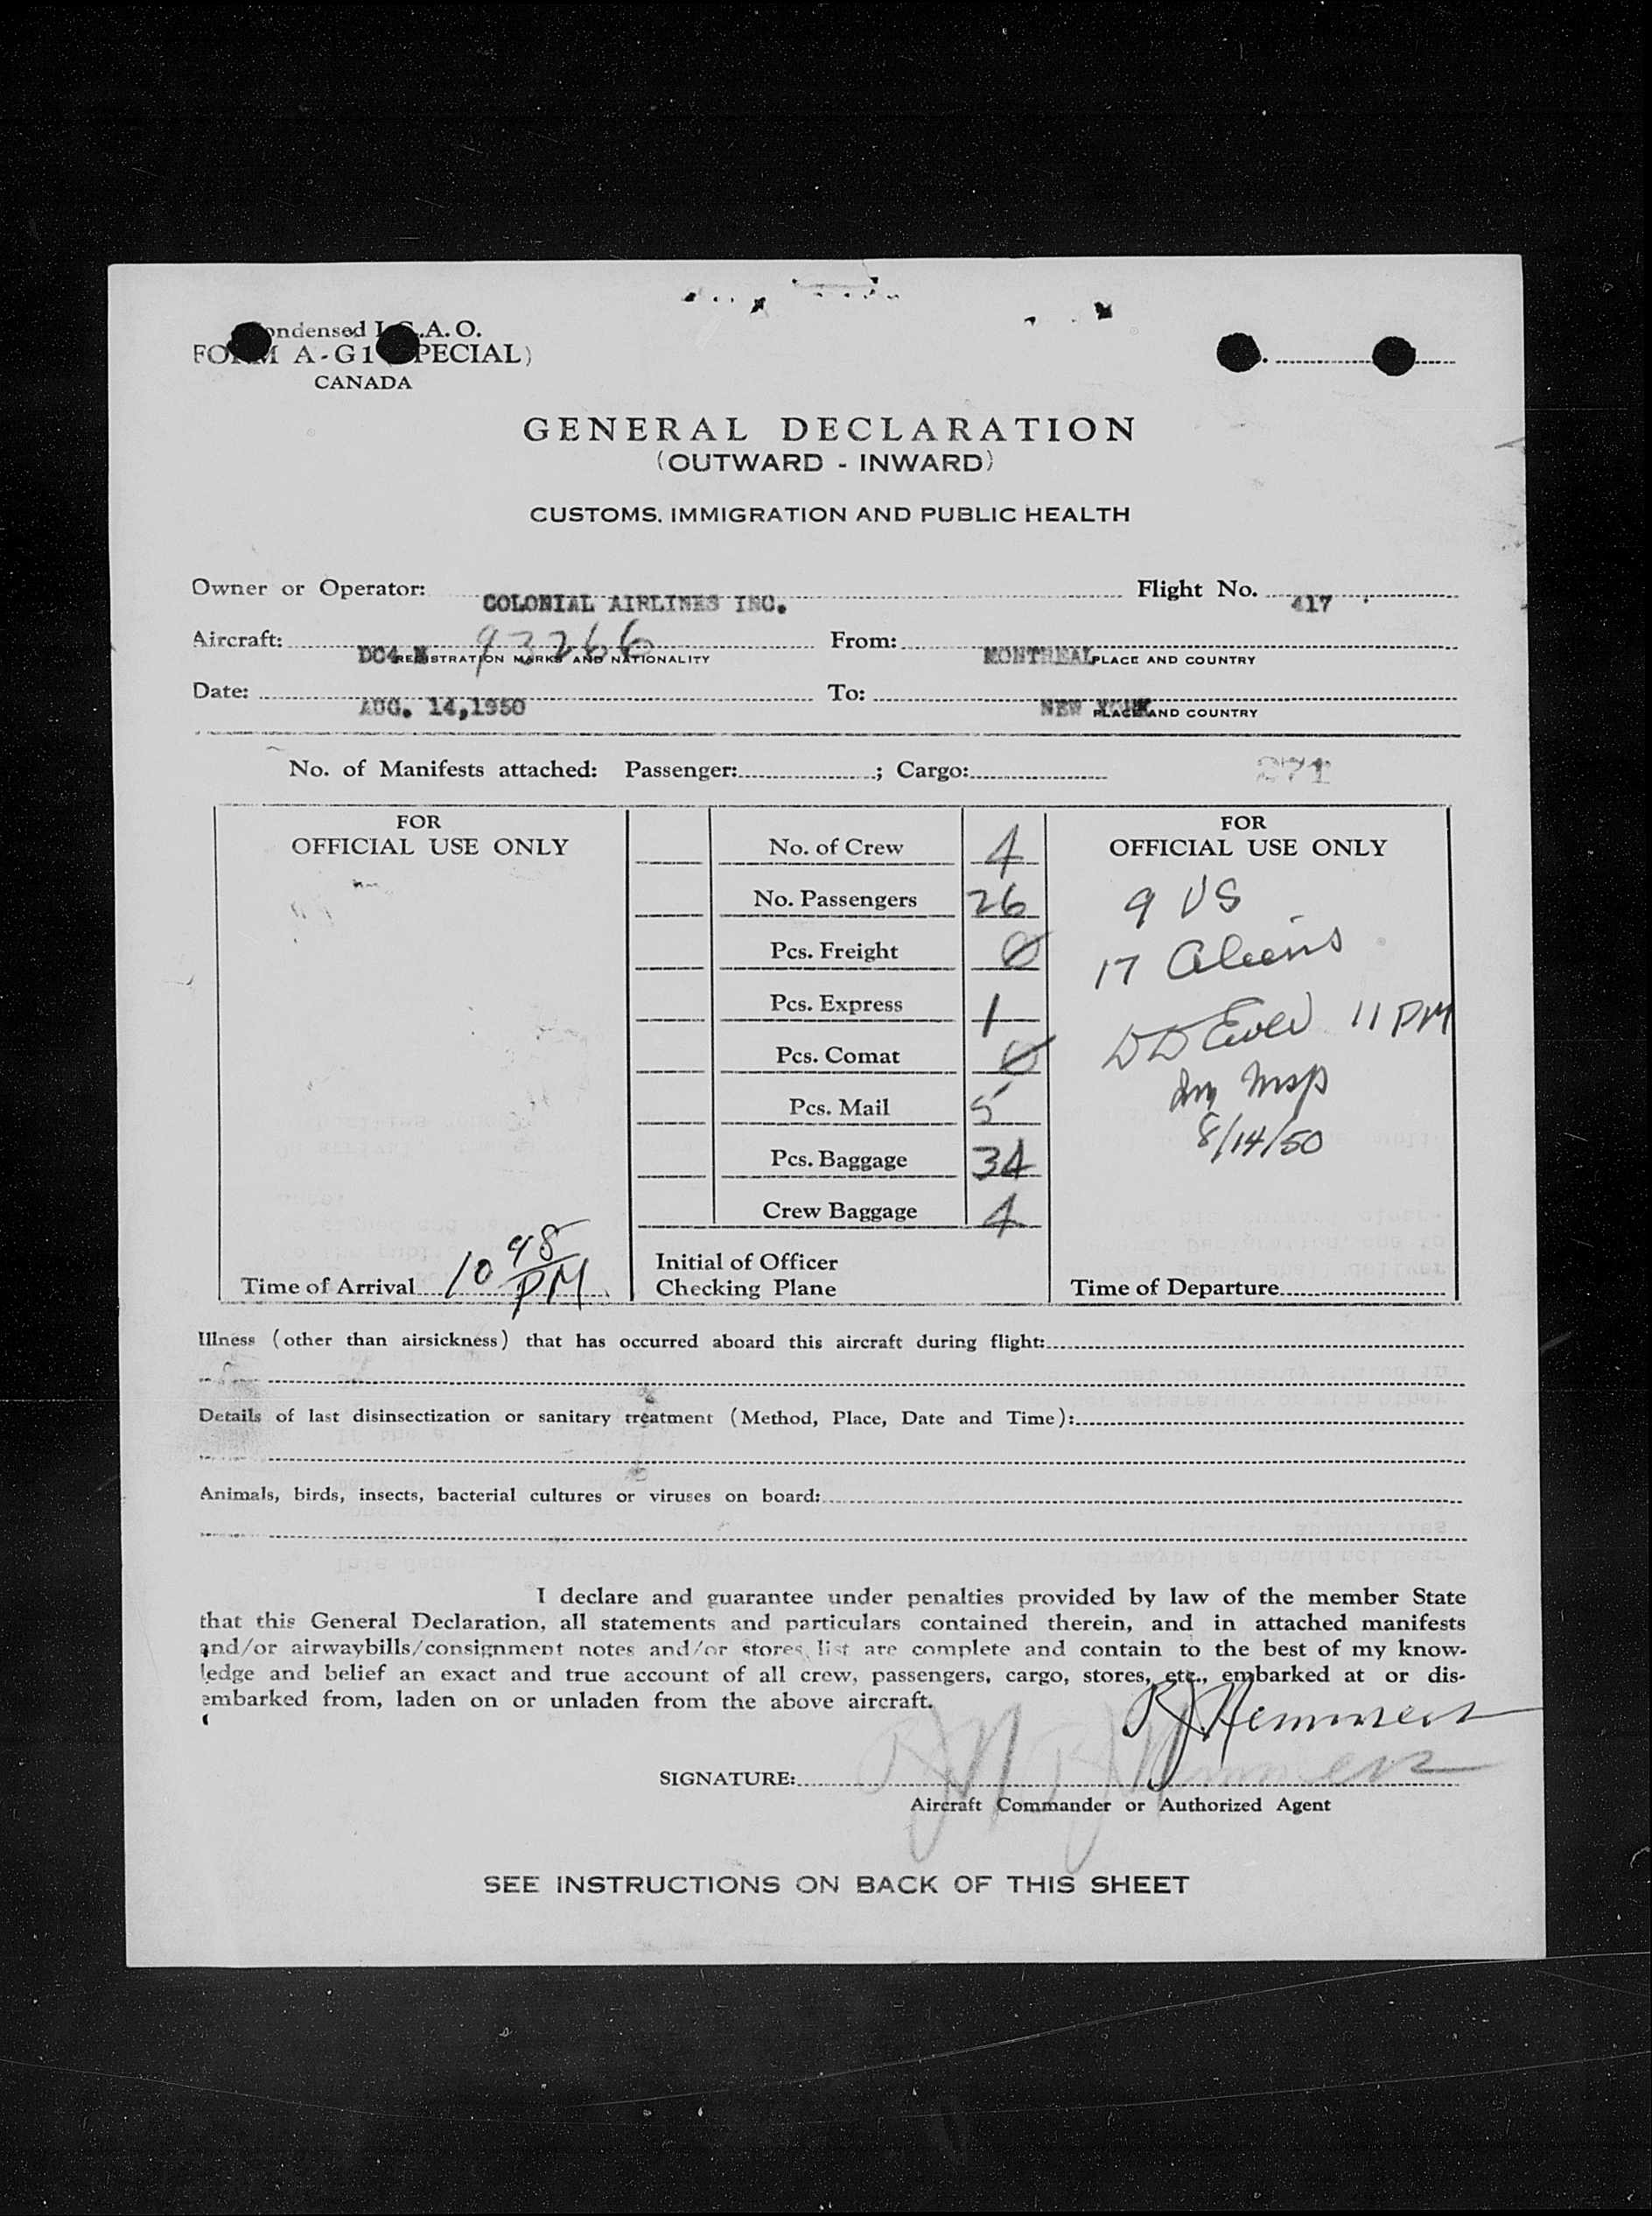 Condensed I.C.A.O.
FORM A-G1 (SPECIAL)
CANADA
GENERAL DECLARATION
(OUTWARD - INWARD)
CUSTOMS, IMMIGRATION AND PUBLIC HEALTH
Owner or Operator: COLONIAL AIRLINES INC. Flight No. 417
Aircraft: DC4 N 93266 From: MONTREAL
REGISTRATION MARKS AND NATIONALITY PLACE AND COUNTRY
Date: AUG. 14,1950 To: NEW YORK
PLACE AND COUNTRY
No. of Manifests attached: Passenger: ; Cargo: 271
FOR
OFFICIAL USE ONLY
Time of Arrival 10 48 PM
No. of Crew 4
No. Passengers 26
Pcs. Freight 0
Pcs. Express 1
Pcs. Comat 0
Pcs. Mail 5
Pcs. Baggage 34
Crew Baggage 4
Initial of Officer
Checking Plane
FOR
OFFICIAL USE ONLY
9 US
17 aliens
11 PM
Insp
8/14/50
Time of Departure
Illness (other than airsickness) that has occurred aboard this aircraft during flight:
Details of last disinsectization or sanitary treatment (Method, Place, Date and Time):
Animals, birds, insects, bacterial cultures or viruses on board:
I declare and guarantee under penalties provided by law of the member State
that this General Declaration, all statements and particulars contained therein, and in attached manifests
and/or airwaybills/consignment notes and/or stores list are complete and contain to the best of my know-
ledge and belief an exact and true account of all crew, passengers, cargo, stores, etc., embarked at or dis-
embarked from, laden on or unladen from the above aircraft.
SIGNATURE:
Aircraft Commander or Authorized Agent
SEE INSTRUCTIONS ON BACK OF THIS SHEET